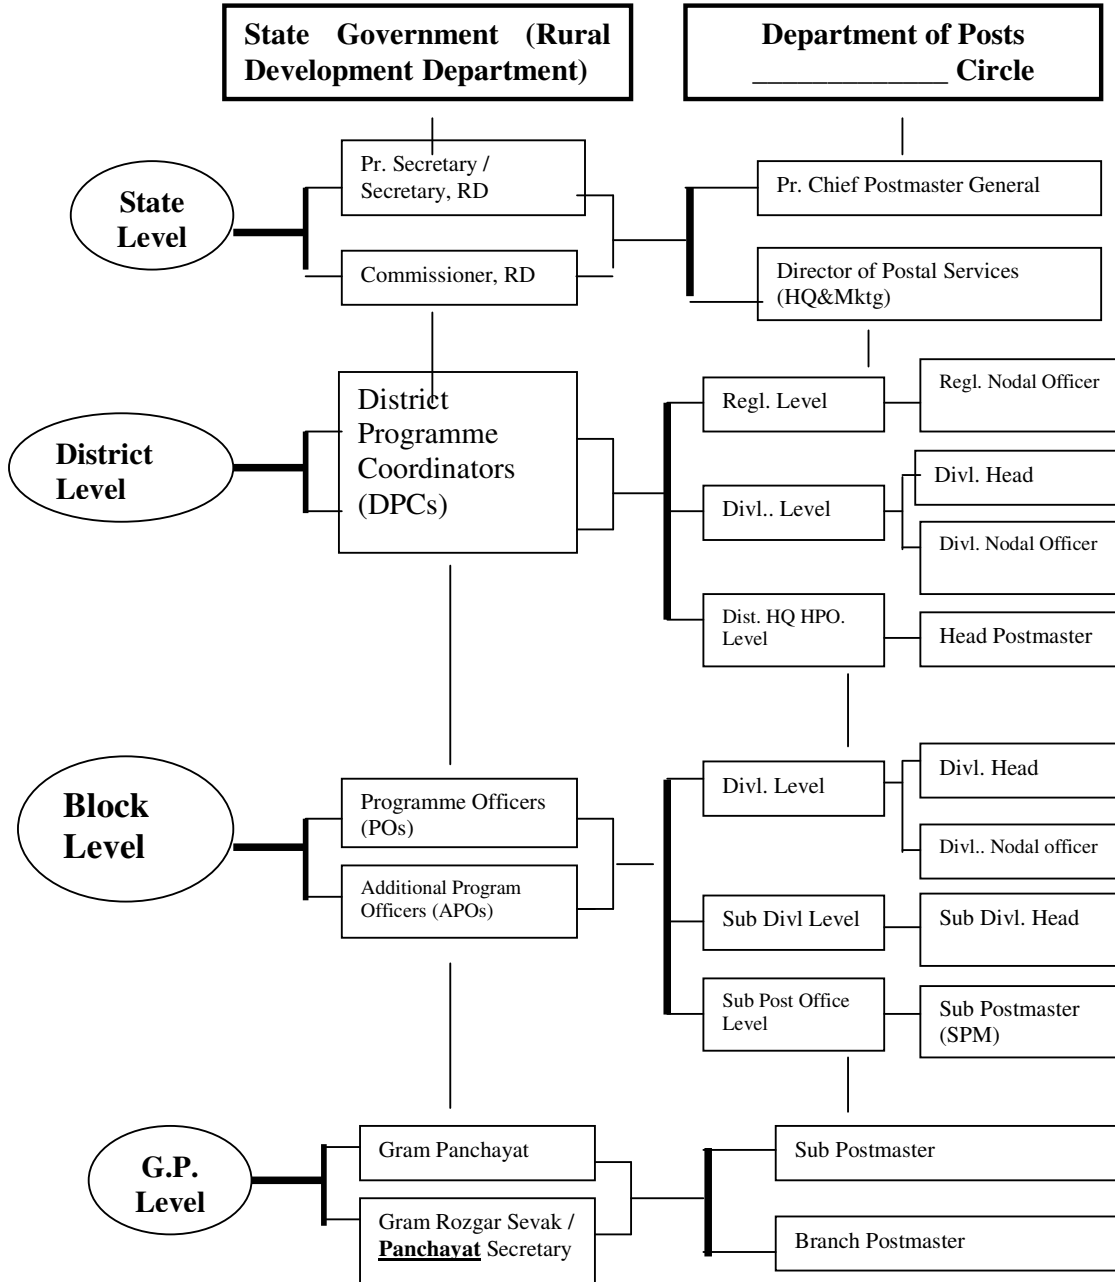 State Government (Rural
Development Department)
Department of Posts
_____________ Circle
State
Level
Pr. Secretary /
Secretary, RD
Commissioner, RD
Pr. Chief Postmaster General
Director of Postal Services
(HQ&Mktg)
District
Level
District
Programme
Coordinators
(DPCs)
Regl. Level
Regl. Nodal Officer
Divl.. Level
Divl. Head
Divl. Nodal Officer
Dist. HQ HPO.
Level
Head Postmaster
Block
Level
Programme Officers
(POs)
Additional Program
Officers (APOs)
Divl. Level
Divl. Head
Divl.. Nodal officer
Sub Divl Level
Sub Divl. Head
Sub Post Office
Level
Sub Postmaster
(SPM)
G.P.
Level
Gram Panchayat
Gram Rozgar Sevak /
Panchayat Secretary
Sub Postmaster
Branch Postmaster